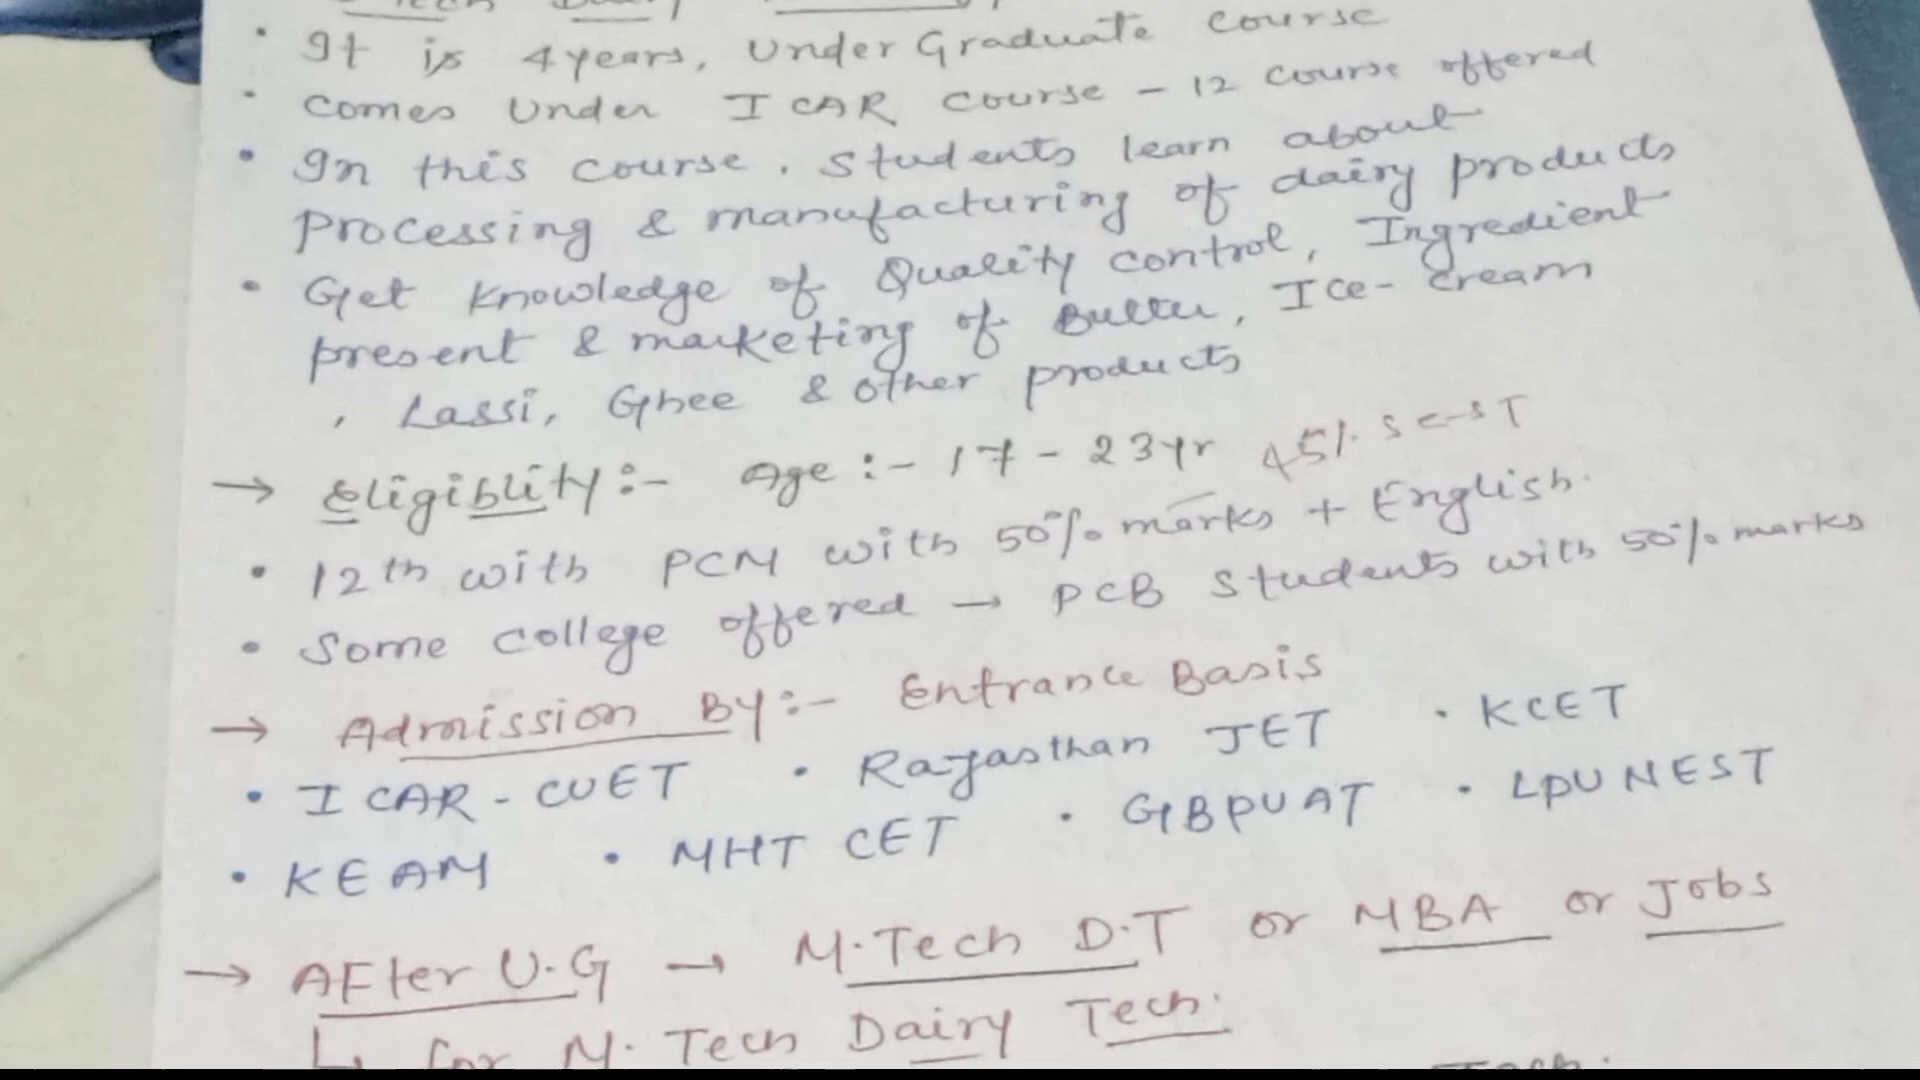 Tech Dairy
• It is 4 years, Under Graduate course
• comes Under ICAR course - 12 course offered
• In this course, students learn about
processing & manufacturing of dairy products
• Get knowledge of Quality control, Ingredient
present & marketing of Butter, Ice-cream
, Lassi, Ghee & other products
→ Eligiblity:- Age :- 17 - 23yr 45% SC-ST
• 12th with PCM with 50% marks + English.
• Some college offered → PCB Students with 50% marks
→ Admission By:- Entrance Basis
• ICAR-CUET • Rajasthan JET • KCET
• KEAM • MHT CET • GBPUAT • LPUNEST
→ AFter U.G → M.Tech D.T or MBA or Jobs
↳ for M. Tech Dairy Tech.